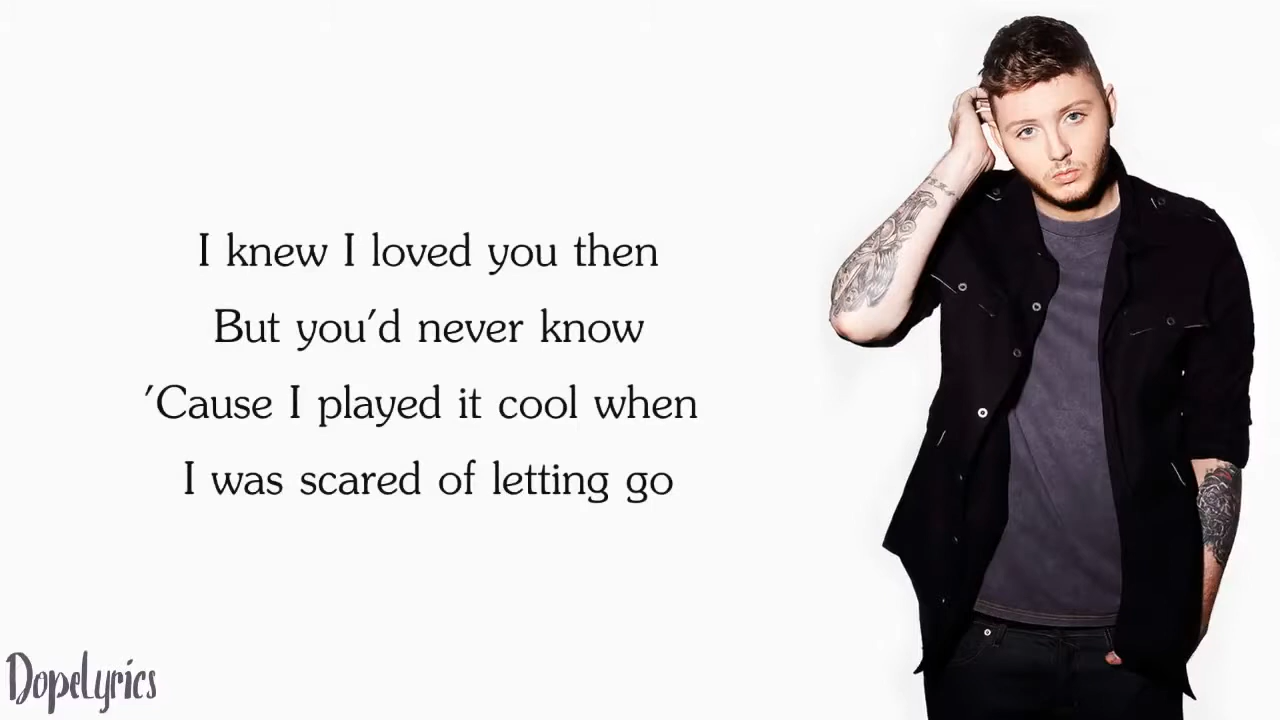 I knew I loved you then
But you'd never know
'Cause I played it cool when
I was scared of letting go
DopeLyrics